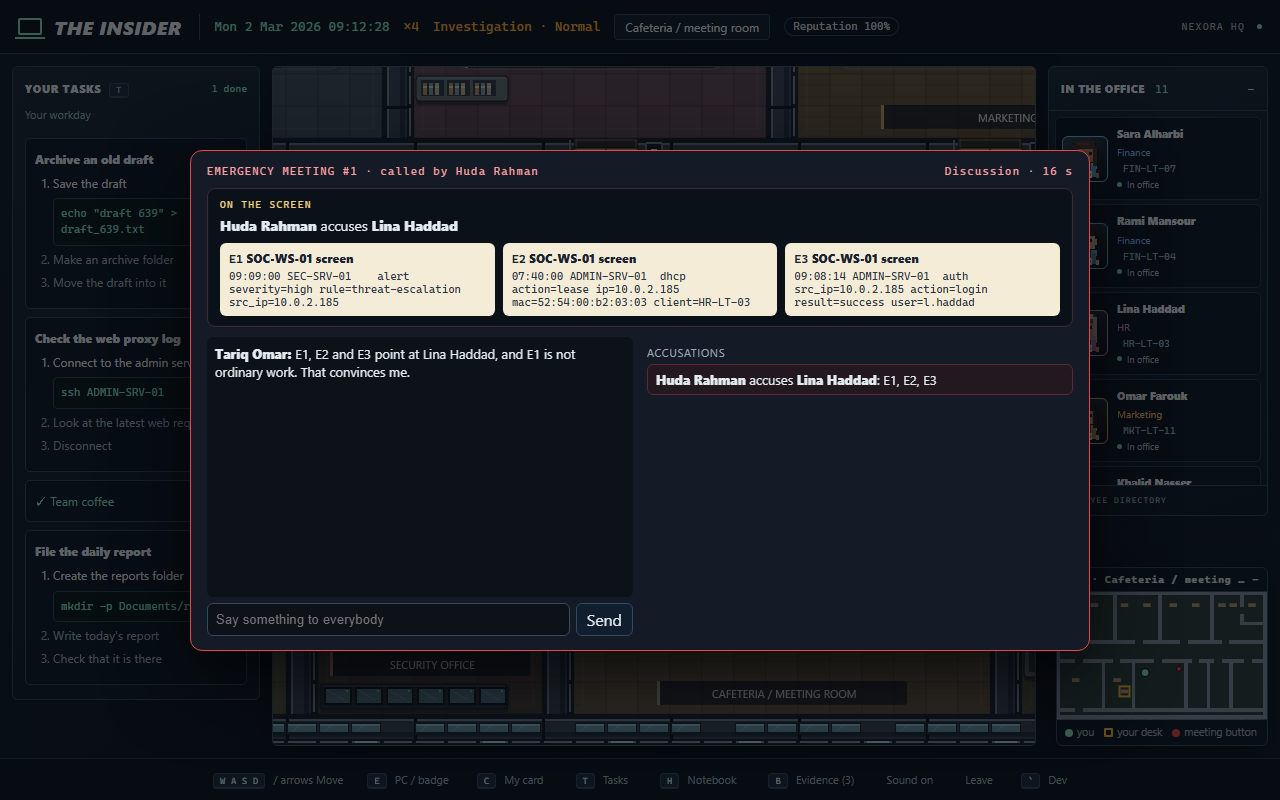 THE INSIDER
Mon 2 Mar 2026 09:12:28 ×4 Investigation · Normal
Cafeteria / meeting room
Reputation 100%
NEXORA HQ
YOUR TASKS T
1 done
Your workday
Archive an old draft
1. Save the draft
echo "draft 639" >
draft_639.txt
2. Make an archive folder
3. Move the draft into it
Check the web proxy log
1. Connect to the admin
ssh ADMIN-SRV-01
2. Look at the latest web
3. Disconnect
✓ Team coffee
File the daily report
1. Create the reports folder
mkdir -p
2. Write today's report
3. Check that it is there
MARKETING
EMERGENCY MEETING #1 · called by Huda Rahman
Discussion · 16 s
ON THE SCREEN
Huda Rahman accuses Lina Haddad
E1 SOC-WS-01 screen
09:09:00 SEC-SRV-01 alert
severity=high rule=threat-escalation
src_ip=10.0.2.185
E2 SOC-WS-01 screen
07:40:00 ADMIN-SRV-01 dhcp
action=lease ip=10.0.2.185
mac=52:54:00:b2:03:03 client=HR-LT-03
E3 SOC-WS-01 screen
09:08:14 ADMIN-SRV-01 auth
src_ip=10.0.2.185 action=login
result=success user=l.haddad
Tariq Omar: E1, E2 and E3 point at Lina Haddad, and E1 is not
ordinary work. That convinces me.
ACCUSATIONS
Huda Rahman accuses Lina Haddad: E1, E2, E3
Say something to everybody
Send
IN THE OFFICE 11 –
Sara Alharbi
Finance
FIN-LT-07
In office
Rami Mansour
Finance
FIN-LT-04
In office
Lina Haddad
HR
HR-LT-03
In office
Omar Farouk
Marketing
MKT-LT-11
In office
Khalid Nasser
DIRECTORY
· Cafeteria / meeting … –
you
your desk
meeting button
SECURITY OFFICE
CAFETERIA / MEETING ROOM
W A S D / arrows Move
E PC / badge
C My card
T Tasks
H Notebook
B Evidence (3)
Sound on
Leave
` Dev